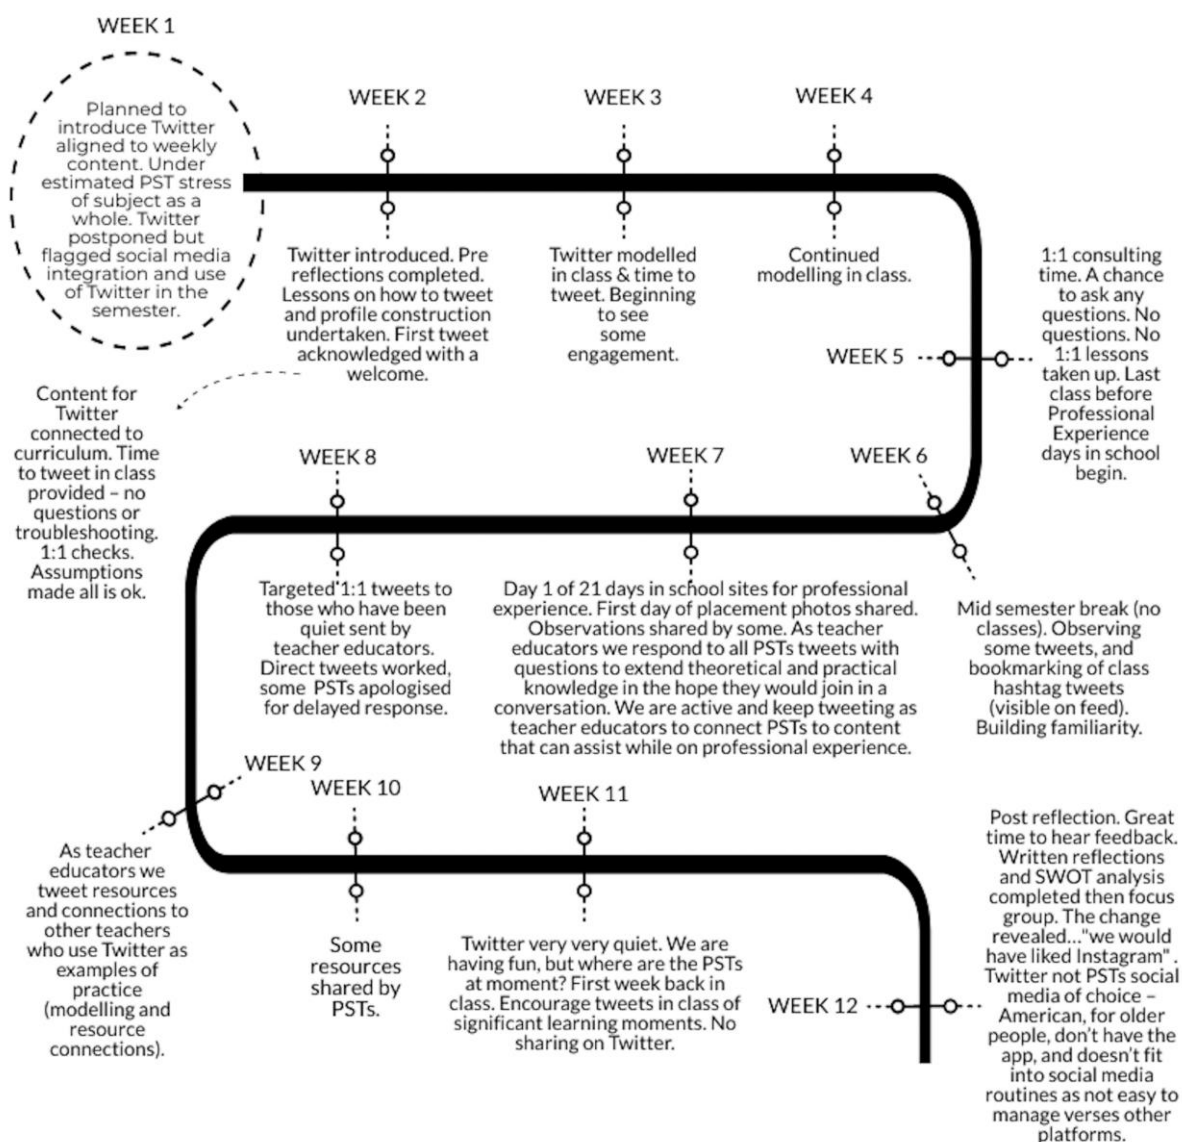 WEEK 1
Planned to
introduce Twitter
aligned to weekly
content. Under
estimated PST stress
of subject as a
whole. Twitter
postponed but
flagged social media
integration and use
of Twitter in the
semester.
WEEK 2
Twitter introduced. Pre
reflections completed.
Lessons on how to tweet
and profile construction
undertaken. First tweet
acknowledged with a
welcome.
Content for
Twitter
connected to
curriculum. Time
to tweet in class
provided – no
questions or
troubleshooting.
1:1 checks.
Assumptions
made all is ok.
WEEK 3
Twitter modelled
in class & time to
tweet. Beginning
to see
some
engagement.
WEEK 4
Continued
modelling in class.
WEEK 5
1:1 consulting
time. A chance
to ask any
questions. No
questions. No
1:1 lessons
taken up. Last
class before
Professional
Experience
days in school
begin.
WEEK 6
Mid semester break (no
classes). Observing
some tweets, and
bookmarking of class
hashtag tweets
(visible on feed).
Building familiarity.
WEEK 7
Day 1 of 21 days in school sites for professional
experience. First day of placement photos shared.
Observations shared by some. As teacher
educators we respond to all PSTs tweets with
questions to extend theoretical and practical
knowledge in the hope they would join in a
conversation. We are active and keep tweeting as
teacher educators to connect PSTs to content
that can assist while on professional experience.
WEEK 8
Targeted 1:1 tweets to
those who have been
quiet sent by
teacher educators.
Direct tweets worked,
some PSTs apologised
for delayed response.
WEEK 9
As teacher
educators we
tweet resources
and connections to
other teachers
who use Twitter as
examples of
practice
(modelling and
resource
connections).
WEEK 10
Some
resources
shared by
PSTs.
WEEK 11
Twitter very very quiet. We are
having fun, but where are the PSTs
at moment? First week back in
class. Encourage tweets in class of
significant learning moments. No
sharing on Twitter.
WEEK 12
Post reflection. Great
time to hear feedback.
Written reflections
and SWOT analysis
completed then focus
group. The change
revealed..."we would
have liked Instagram" .
Twitter not PSTs social
media of choice –
American, for older
people, don't have the
app, and doesn't fit
into social media
routines as not easy to
manage verses other
platforms.